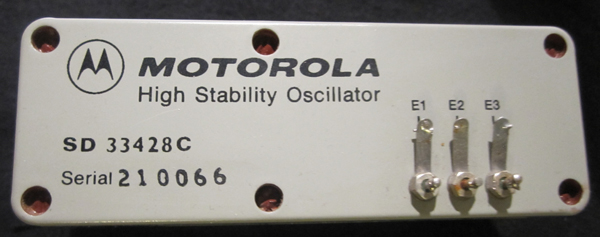 MOTOROLA
High Stability Oscillator
E1 E2 E3
SD 33428C
Serial 210066